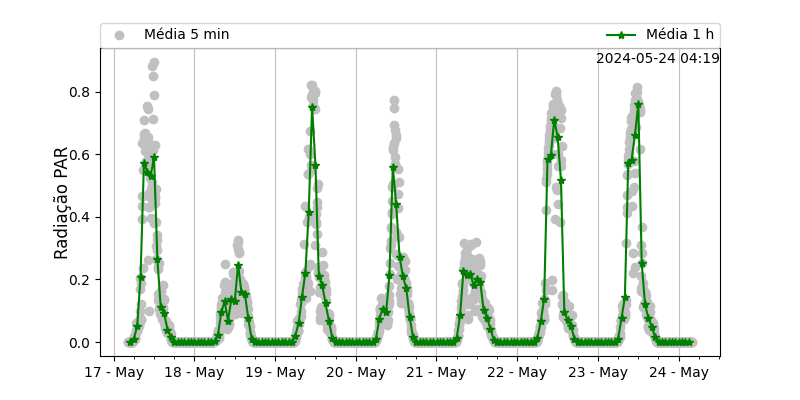 Média 5 min
Média 1 h
2024-05-24 04:19
Radiação PAR
0.8
0.6
0.4
0.2
0.0
17 - May
18 - May
19 - May
20 - May
21 - May
22 - May
23 - May
24 - May